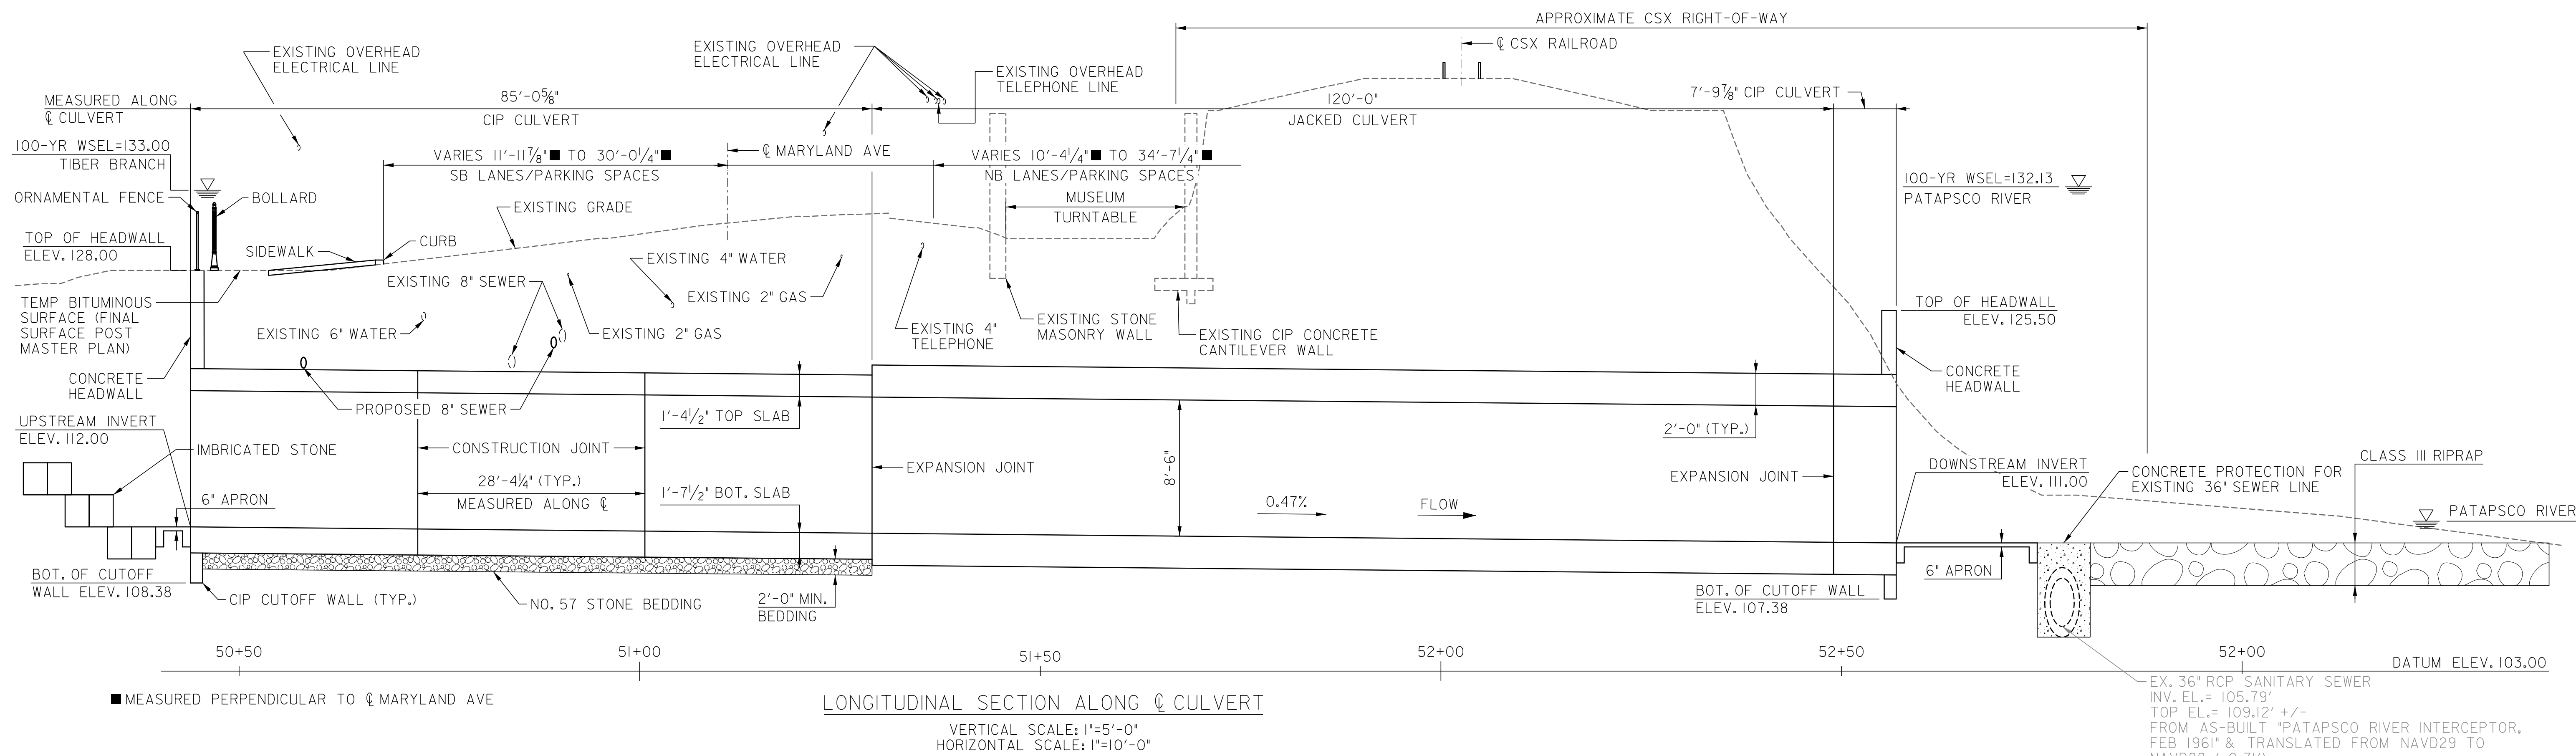 APPROXIMATE CSX RIGHT-OF-WAY
EXISTING OVERHEAD
ELECTRICAL LINE
EXISTING OVERHEAD
ELECTRICAL LINE
℄ CSX RAILROAD
EXISTING OVERHEAD
TELEPHONE LINE
MEASURED ALONG
℄ CULVERT
85'-0⅝"
CIP CULVERT
120'-0"
JACKED CULVERT
7'-9⅞" CIP CULVERT
100-YR WSEL=133.00
TIBER BRANCH
VARIES 11'-11⅞"■ TO 30'-0¼"■
SB LANES/PARKING SPACES
℄ MARYLAND AVE
VARIES 10'-4¼"■ TO 34'-7¼"■
NB LANES/PARKING SPACES
100-YR WSEL=132.13
PATAPSCO RIVER
ORNAMENTAL FENCE
BOLLARD
EXISTING GRADE
MUSEUM
TURNTABLE
TOP OF HEADWALL
ELEV. 128.00
SIDEWALK
CURB
EXISTING 4" WATER
EXISTING 8" SEWER
EXISTING 2" GAS
TEMP BITUMINOUS
SURFACE (FINAL
SURFACE POST
MASTER PLAN)
EXISTING 6" WATER
EXISTING 2" GAS
EXISTING 4"
TELEPHONE
EXISTING STONE
MASONRY WALL
EXISTING CIP CONCRETE
CANTILEVER WALL
TOP OF HEADWALL
ELEV. 125.50
CONCRETE
HEADWALL
CONCRETE
HEADWALL
PROPOSED 8" SEWER
1'-4½" TOP SLAB
2'-0" (TYP.)
UPSTREAM INVERT
ELEV. 112.00
IMBRICATED STONE
CONSTRUCTION JOINT
EXPANSION JOINT
8'-6"
28'-4¼" (TYP.)
MEASURED ALONG ℄
1'-7½" BOT. SLAB
6" APRON
0.47%
FLOW
EXPANSION JOINT
DOWNSTREAM INVERT
ELEV. 111.00
CONCRETE PROTECTION FOR
EXISTING 36" SEWER LINE
CLASS III RIPRAP
PATAPSCO RIVER
BOT. OF CUTOFF
WALL ELEV. 108.38
CIP CUTOFF WALL (TYP.)
NO. 57 STONE BEDDING
2'-0" MIN.
BEDDING
BOT. OF CUTOFF WALL
ELEV. 107.38
6" APRON
50+50
51+00
51+50
52+00
52+50
52+00
DATUM ELEV. 103.00
■ MEASURED PERPENDICULAR TO ℄ MARYLAND AVE
LONGITUDINAL SECTION ALONG ℄ CULVERT
VERTICAL SCALE: 1"=5'-0"
HORIZONTAL SCALE: 1"=10'-0"
EX. 36" RCP SANITARY SEWER
INV. EL.= 105.79'
TOP EL.= 109.12' +/-
FROM AS-BUILT "PATAPSCO RIVER INTERCEPTOR,
FEB 1961" & TRANSLATED FROM NAVD29 TO